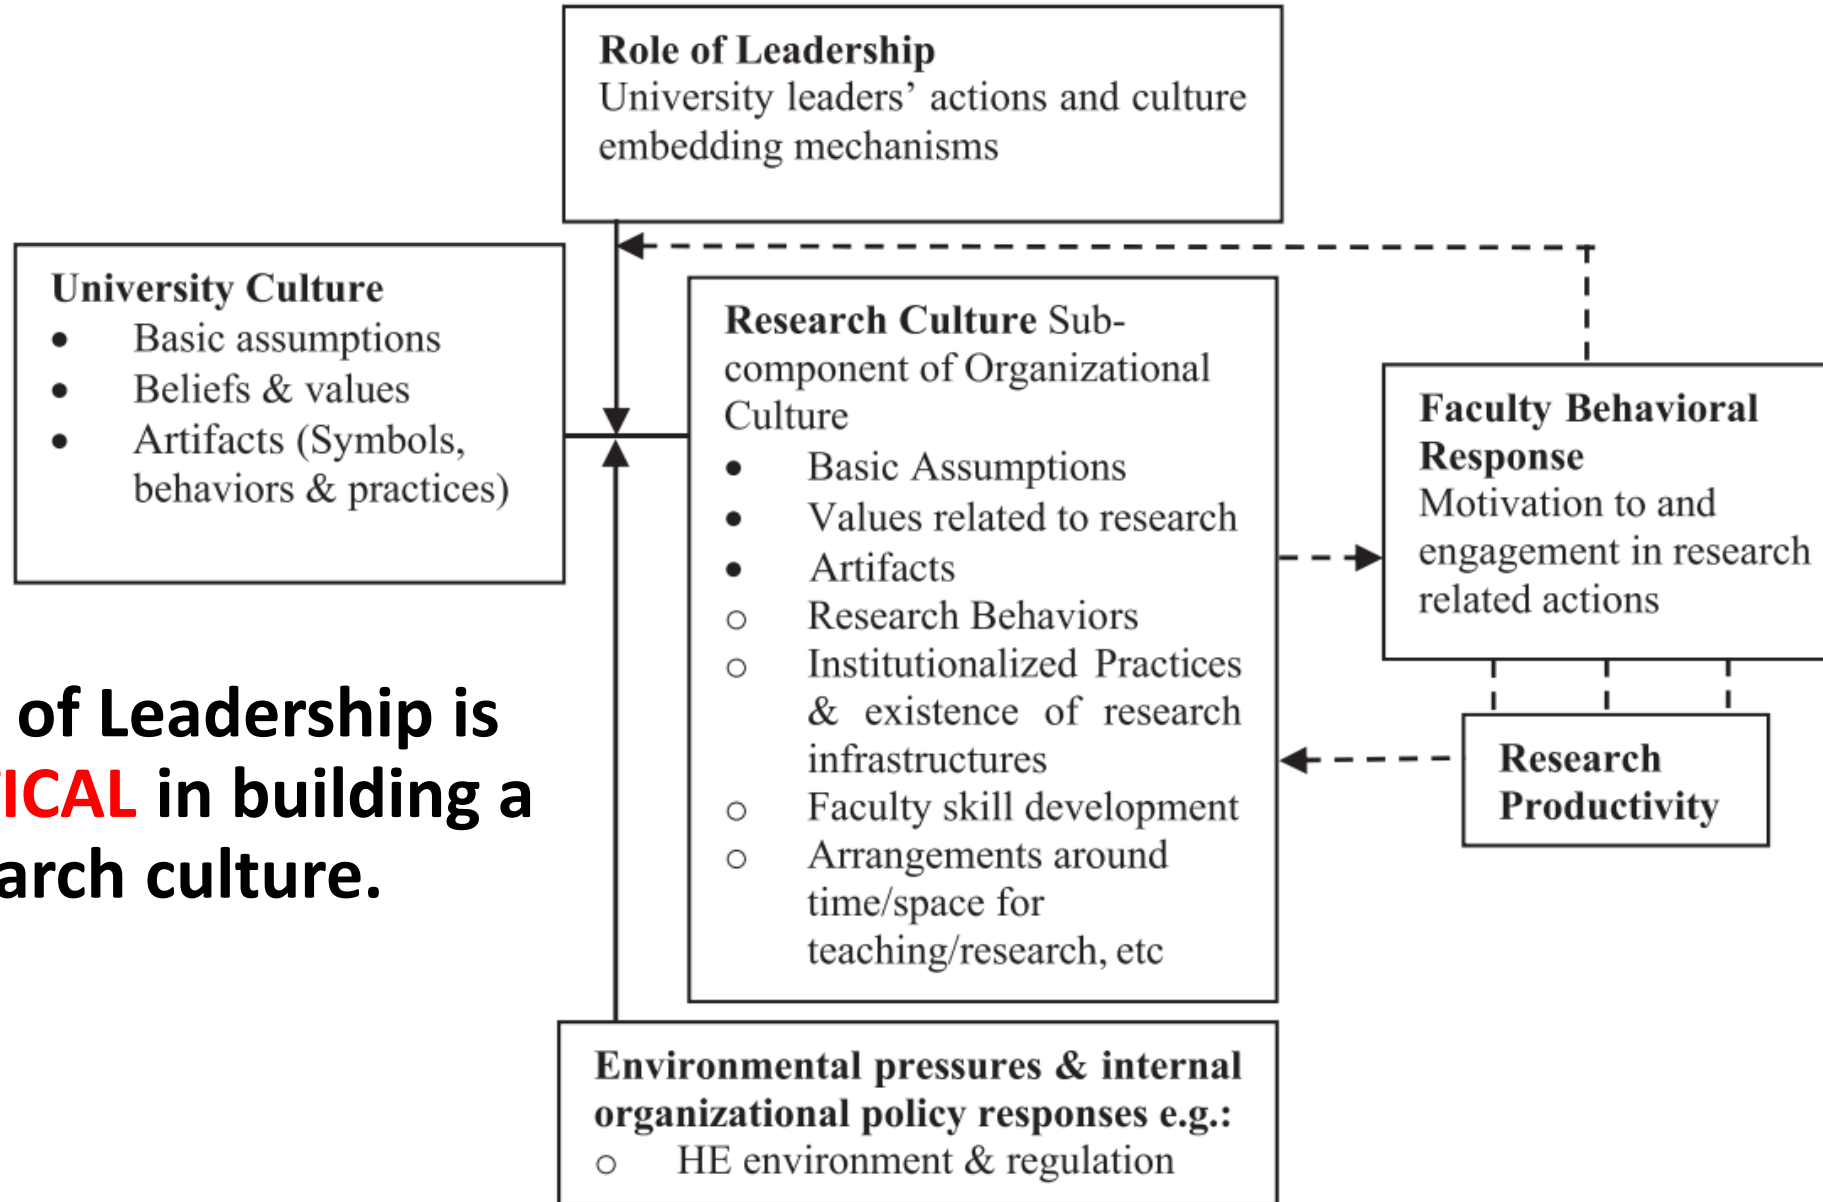 Role of Leadership
University leaders’ actions and culture
embedding mechanisms
University Culture
• Basic assumptions
• Beliefs & values
• Artifacts (Symbols,
behaviors & practices)
Research Culture Sub-
component of Organizational
Culture
• Basic Assumptions
• Values related to research
• Artifacts
○ Research Behaviors
○ Institutionalized Practices
& existence of research
infrastructures
○ Faculty skill development
○ Arrangements around
time/space for
teaching/research, etc
Faculty Behavioral
Response
Motivation to and
engagement in research
related actions
Research
Productivity
of Leadership is
TICAL in building a
arch culture.
Environmental pressures & internal
organizational policy responses e.g.:
○ HE environment & regulation